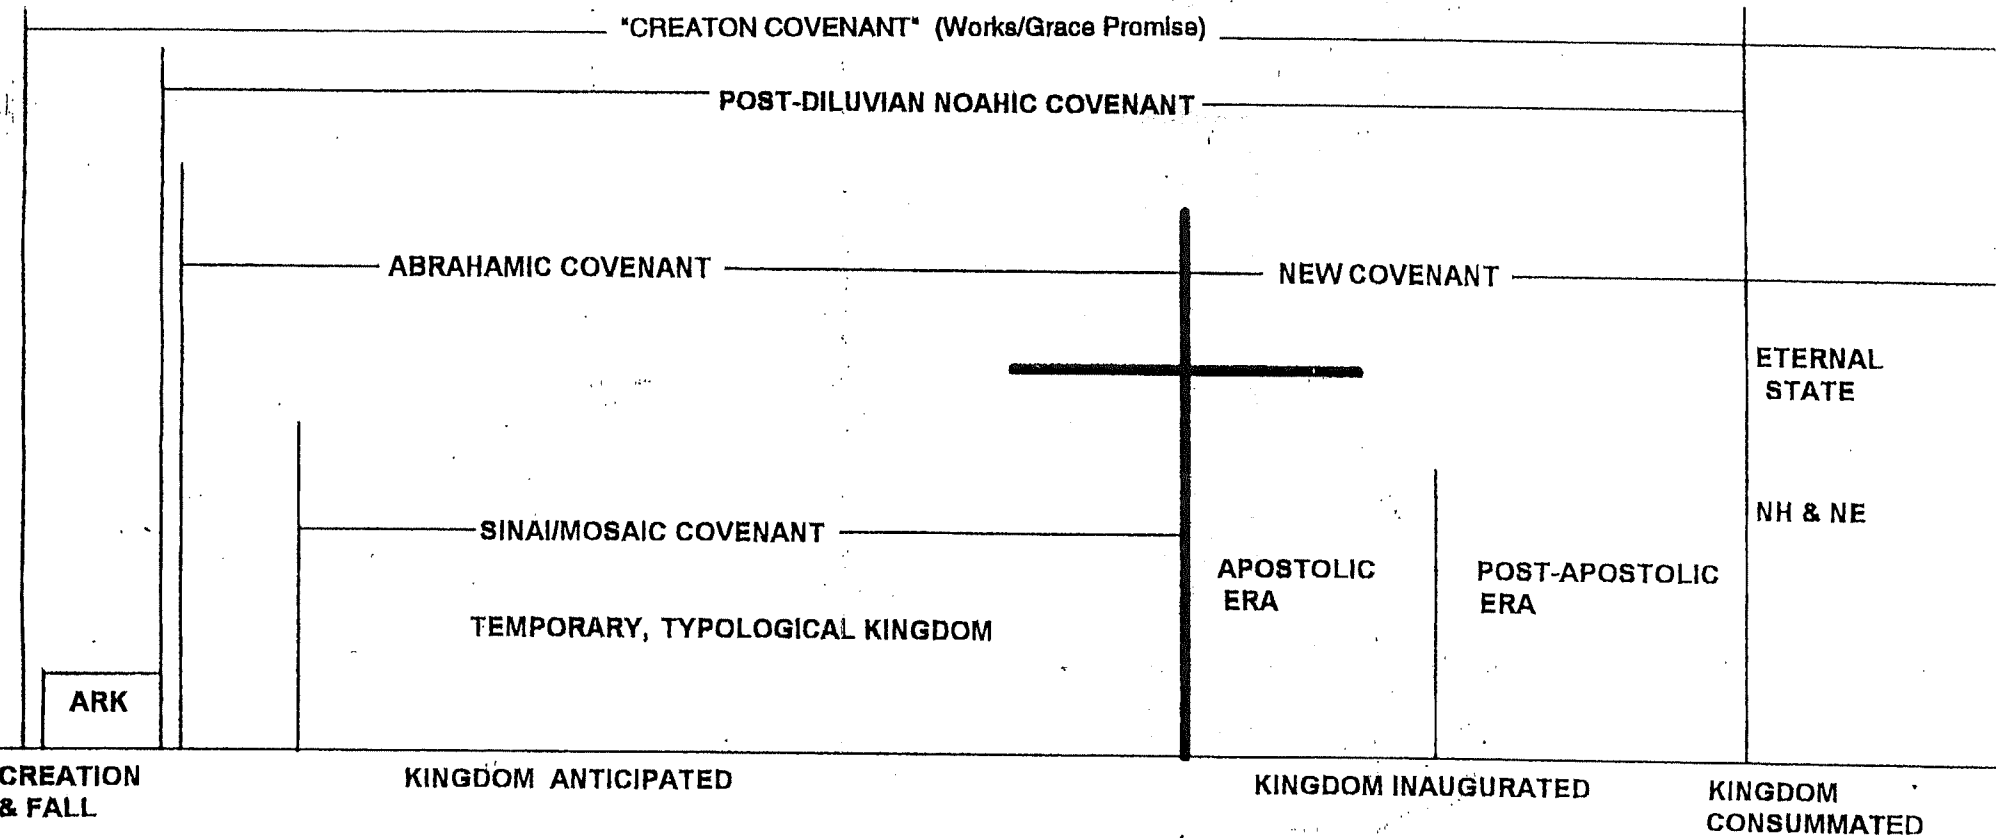 "CREATON COVENANT" (Works/Grace Promise)
POST-DILUVIAN NOAHIC COVENANT
ABRAHAMIC COVENANT
NEW COVENANT
ETERNAL
STATE
NH & NE
SINAI/MOSAIC COVENANT
APOSTOLIC
ERA
POST-APOSTOLIC
ERA
TEMPORARY, TYPOLOGICAL KINGDOM
ARK
CREATION
& FALL
KINGDOM ANTICIPATED
KINGDOM INAUGURATED
KINGDOM
CONSUMMATED